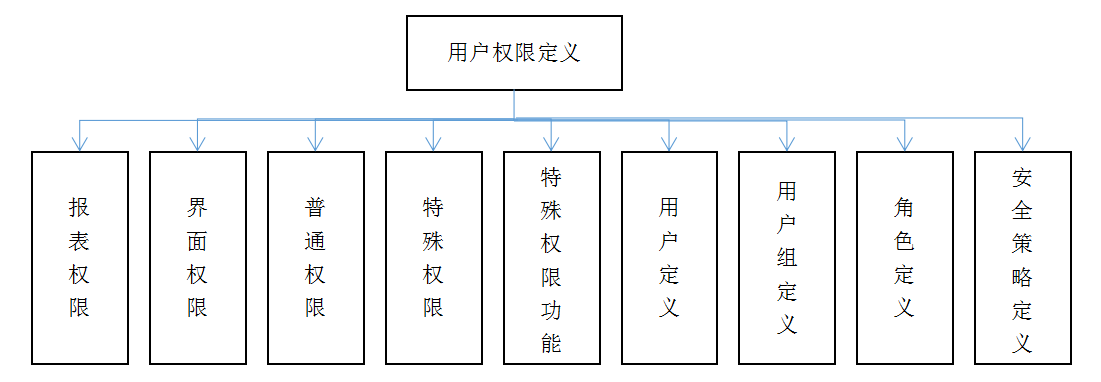 用户权限定义
报表权限
界面权限
普通权限
特殊权限
特殊权限功能
用户定义
用户组定义
角色定义
安全策略定义